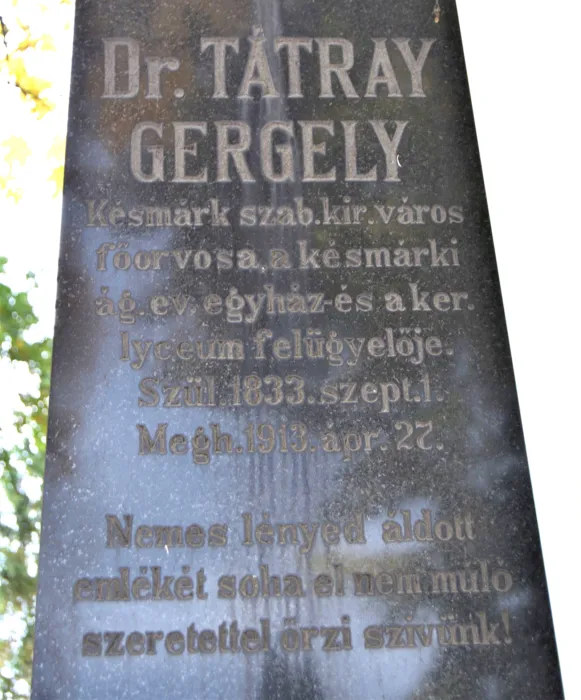 Dr. TÁTRAY
GERGELY
Késmárk szab.kir.város
főorvosa, a késmárki
ág.ev.egyház-és a ker.
lyceum felügyelője.
Szül.1833.szept.1.
Megh.1913.ápr.27.
Nemes lényed áldott
emlékét soha el nem múló
szeretettel őrzi szívünk!